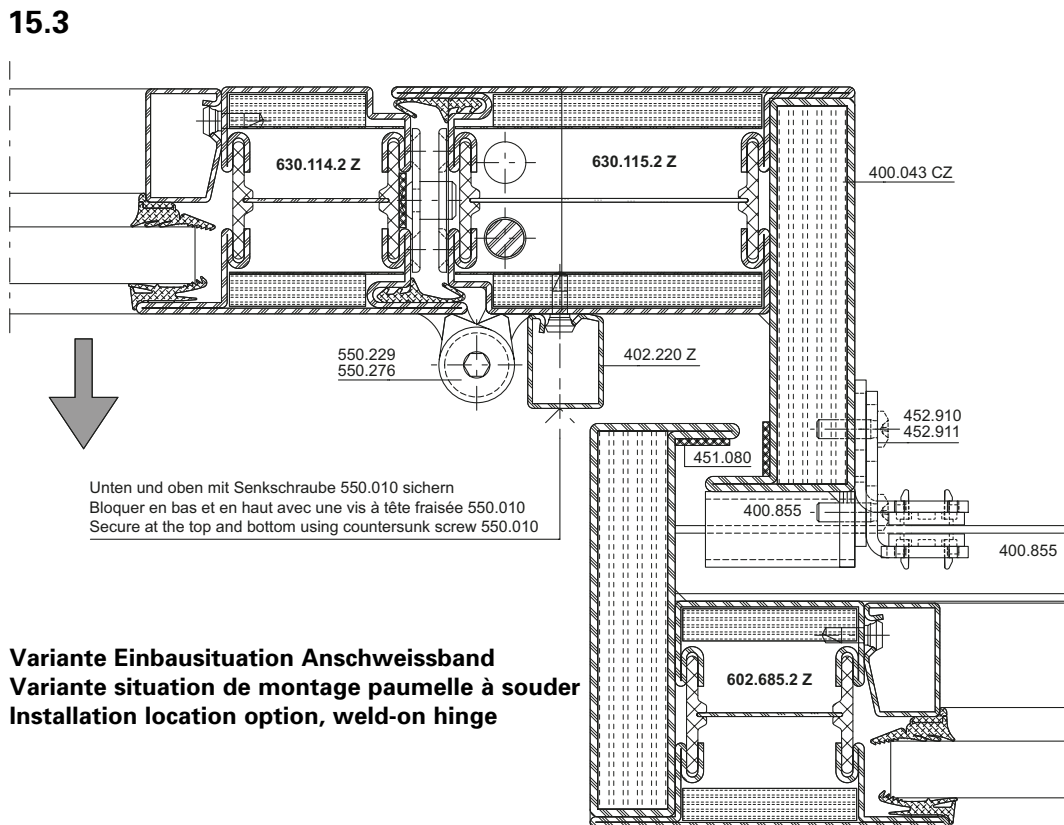 15.3
630.114.2 Z
630.115.2 Z
400.043 CZ
550.229
550.276
402.220 Z
452.910
452.911
451.080
Unten und oben mit Senkschraube 550.010 sichern
Bloquer en bas et en haut avec une vis à tête fraisée 550.010
Secure at the top and bottom using countersunk screw 550.010
400.855
400.855
Variante Einbausituation Anschweissband
Variante situation de montage paumelle à souder
Installation location option, weld-on hinge
602.685.2 Z